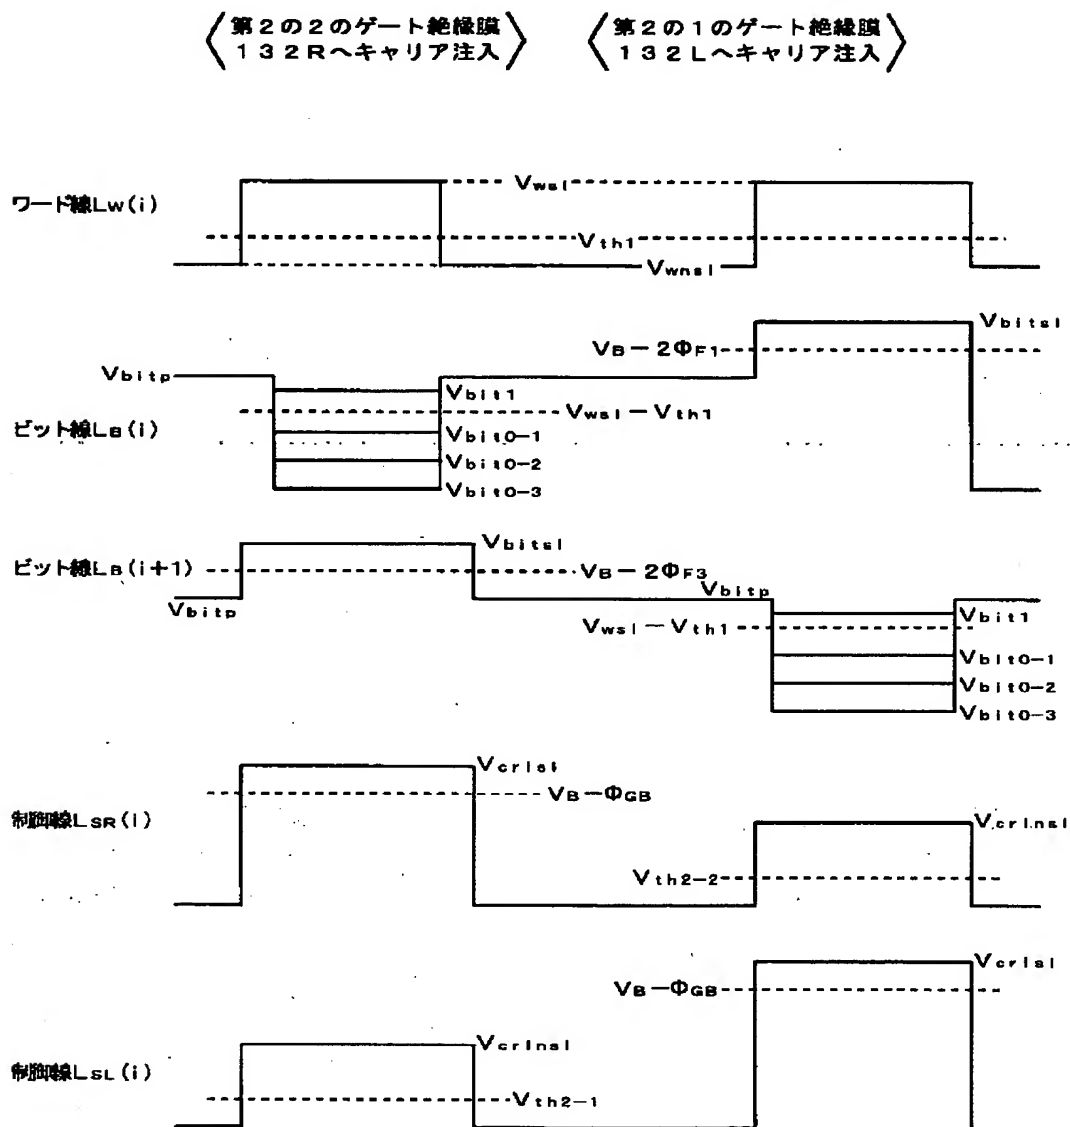 第2の2のゲート絶縁膜
132Rへキャリア注入
第2の1のゲート絶縁膜
132Lへキャリア注入
ワード線LW(i)
Vwsl
Vth1
Vwnsl
ビット線LB(i)
Vbitp
Vbit1
Vwsl－Vth1
Vbit0-1
Vbit0-2
Vbit0-3
VB－2ΦF1
Vbitsl
ビット線LB(i+1)
Vbitp
Vbitsl
VB－2ΦF3
Vbitp
Vwsl－Vth1
Vbit1
Vbit0-1
Vbit0-2
Vbit0-3
制御線LSR(i)
Vcrlsl
VB－ΦGB
Vcrlnsl
Vth2-2
制御線LSL(i)
Vcrlnsl
Vth2-1
VB－ΦGB
Vcrlsl